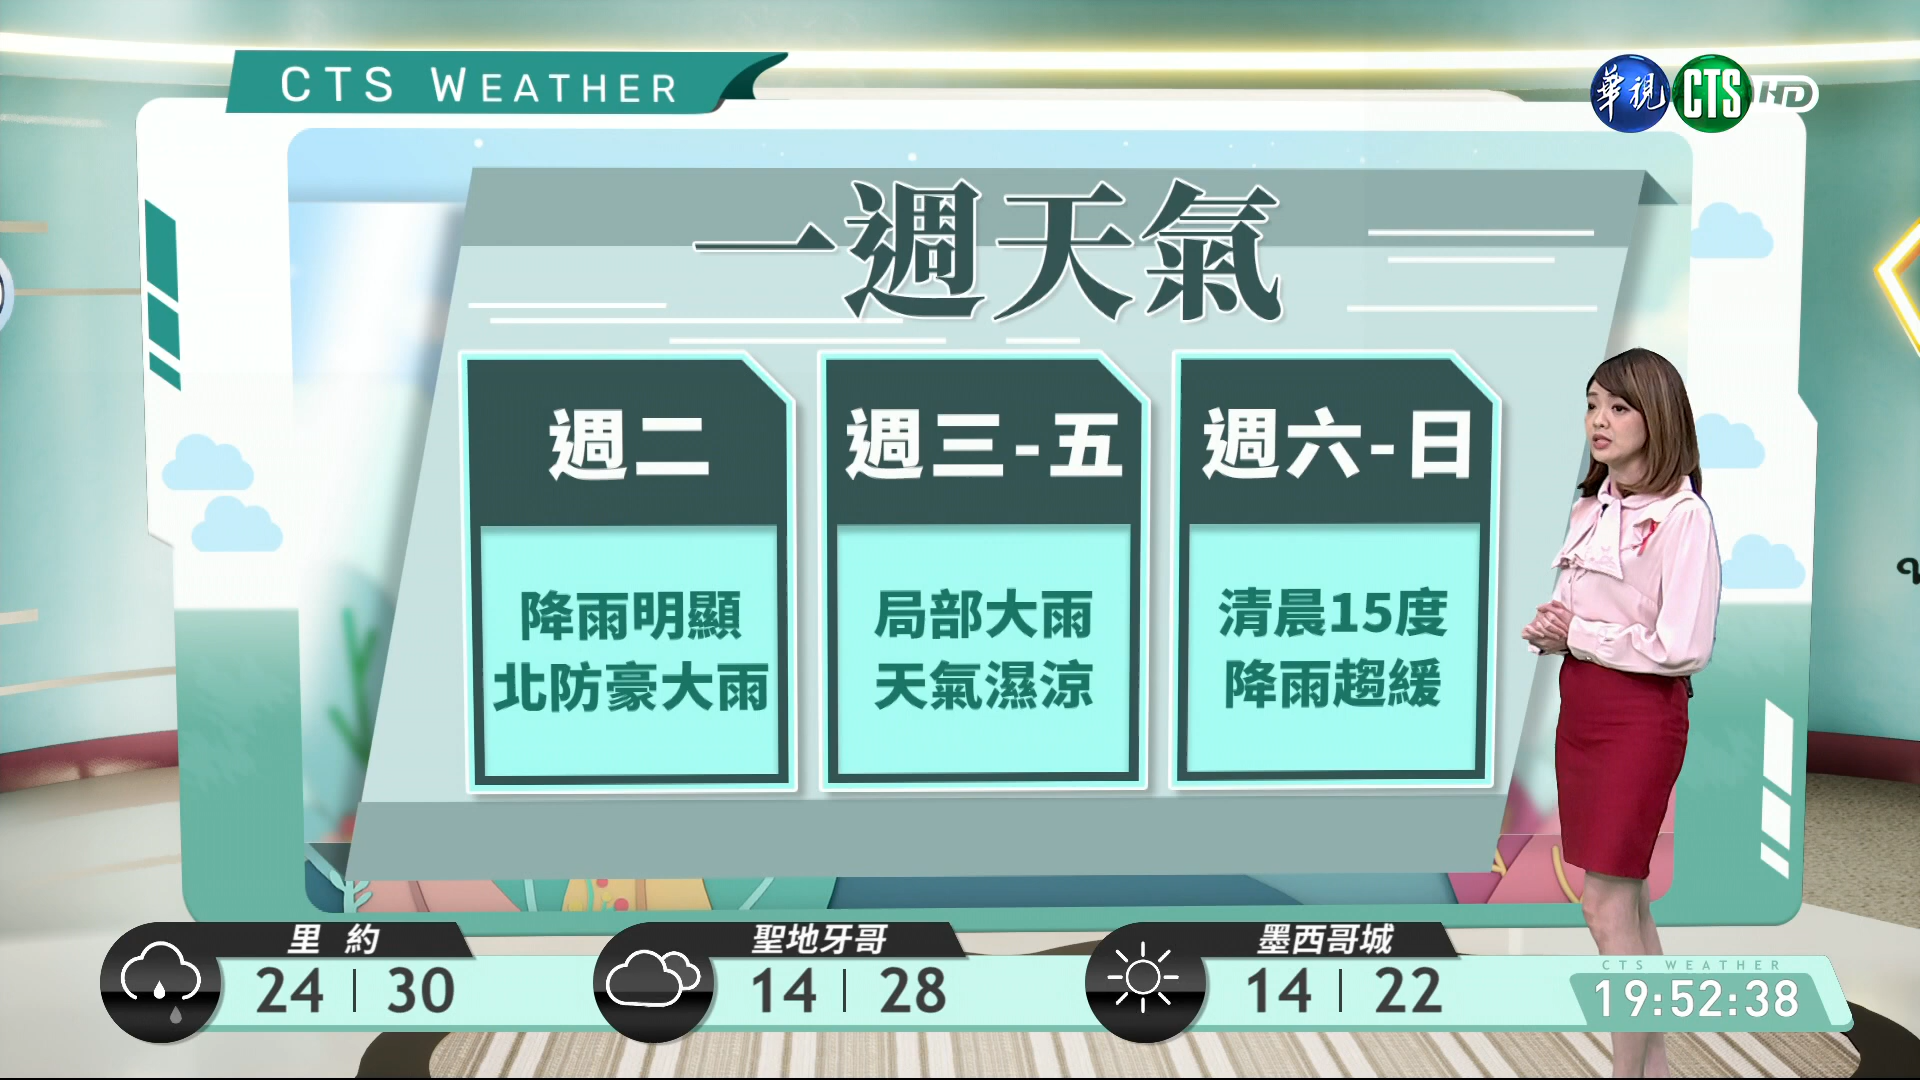 CTS WEATHER
華視 CTS HD
一週天氣
週二
降雨明顯
北防豪大雨
週三-五
局部大雨
天氣濕涼
週六-日
清晨15度
降雨趨緩
里約
24 | 30
聖地牙哥
14 | 28
墨西哥城
14 | 22
CTS WEATHER
19:52:38